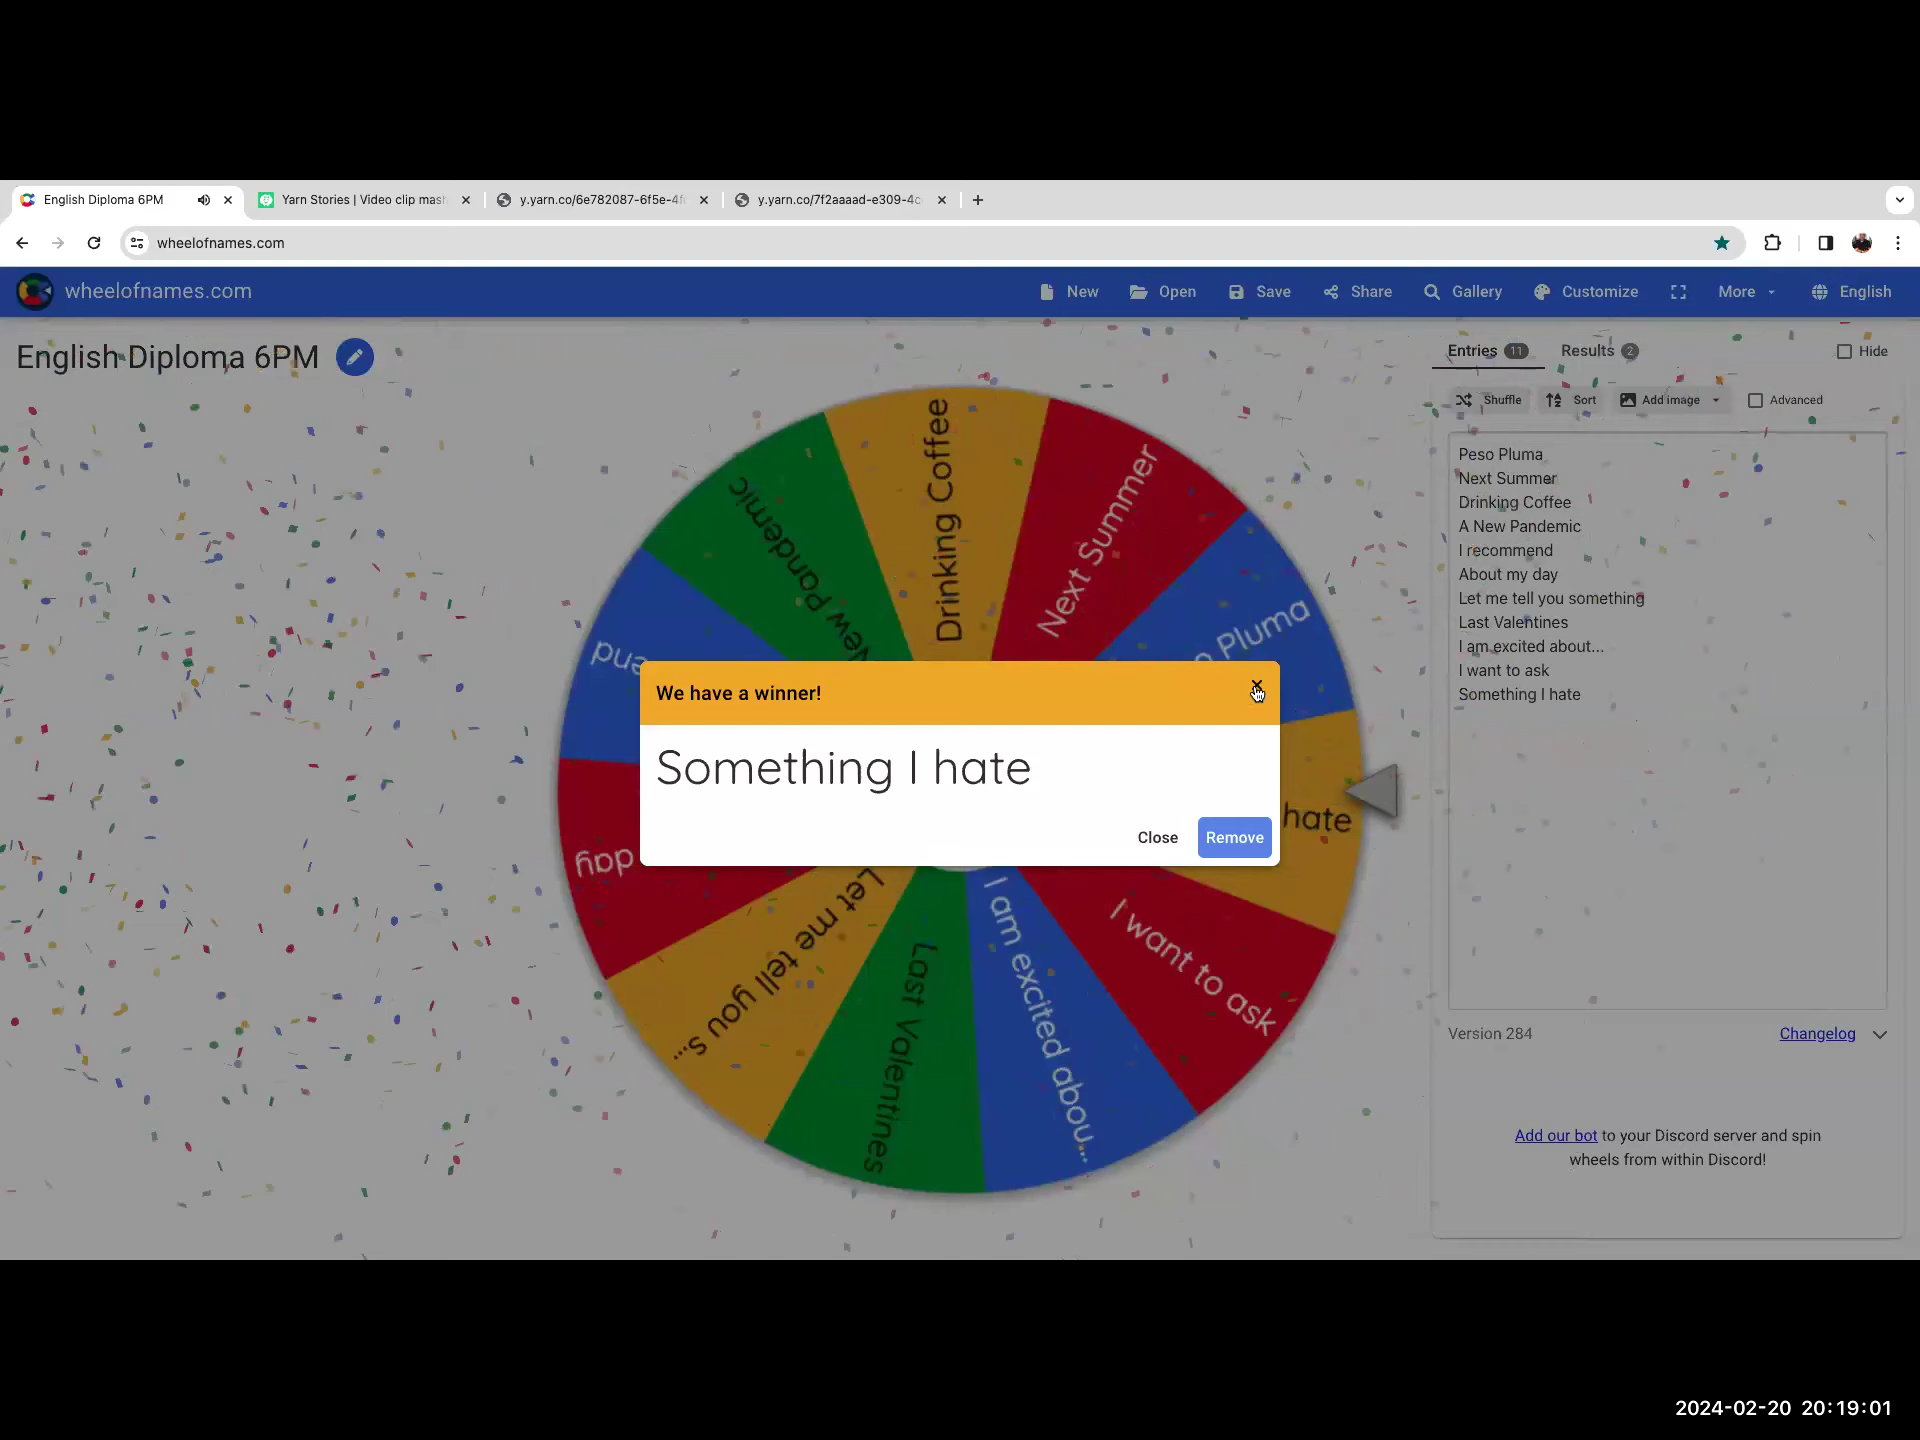 English Diploma 6PM
Yarn Stories | Video clip mas
y.yarn.co/6e782087-6f5e-4f
y.yarn.co/7f2aaaad-e309-4c
wheelofnames.com
wheelofnames.com
New
Open
Save
Share
Gallery
Customize
More
English
English Diploma 6PM
Entries 11
Results 2
Hide
Shuffle
Sort
Add image
Advanced
Peso Pluma
Next Summer
Drinking Coffee
A New Pandemic
I recommend
About my day
Let me tell you something
Last Valentines
I am excited about...
I want to ask
Something I hate
Drinking Coffee
Next Summer
Pluma
hate
I want to ask
I am excited abou...
Last Valentines
Let me tell you s...
day
end
New Pandemic
We have a winner!
Something I hate
Close
Remove
Version 284
Changelog
Add our bot to your Discord server and spin
wheels from within Discord!
2024-02-20 20:19:01